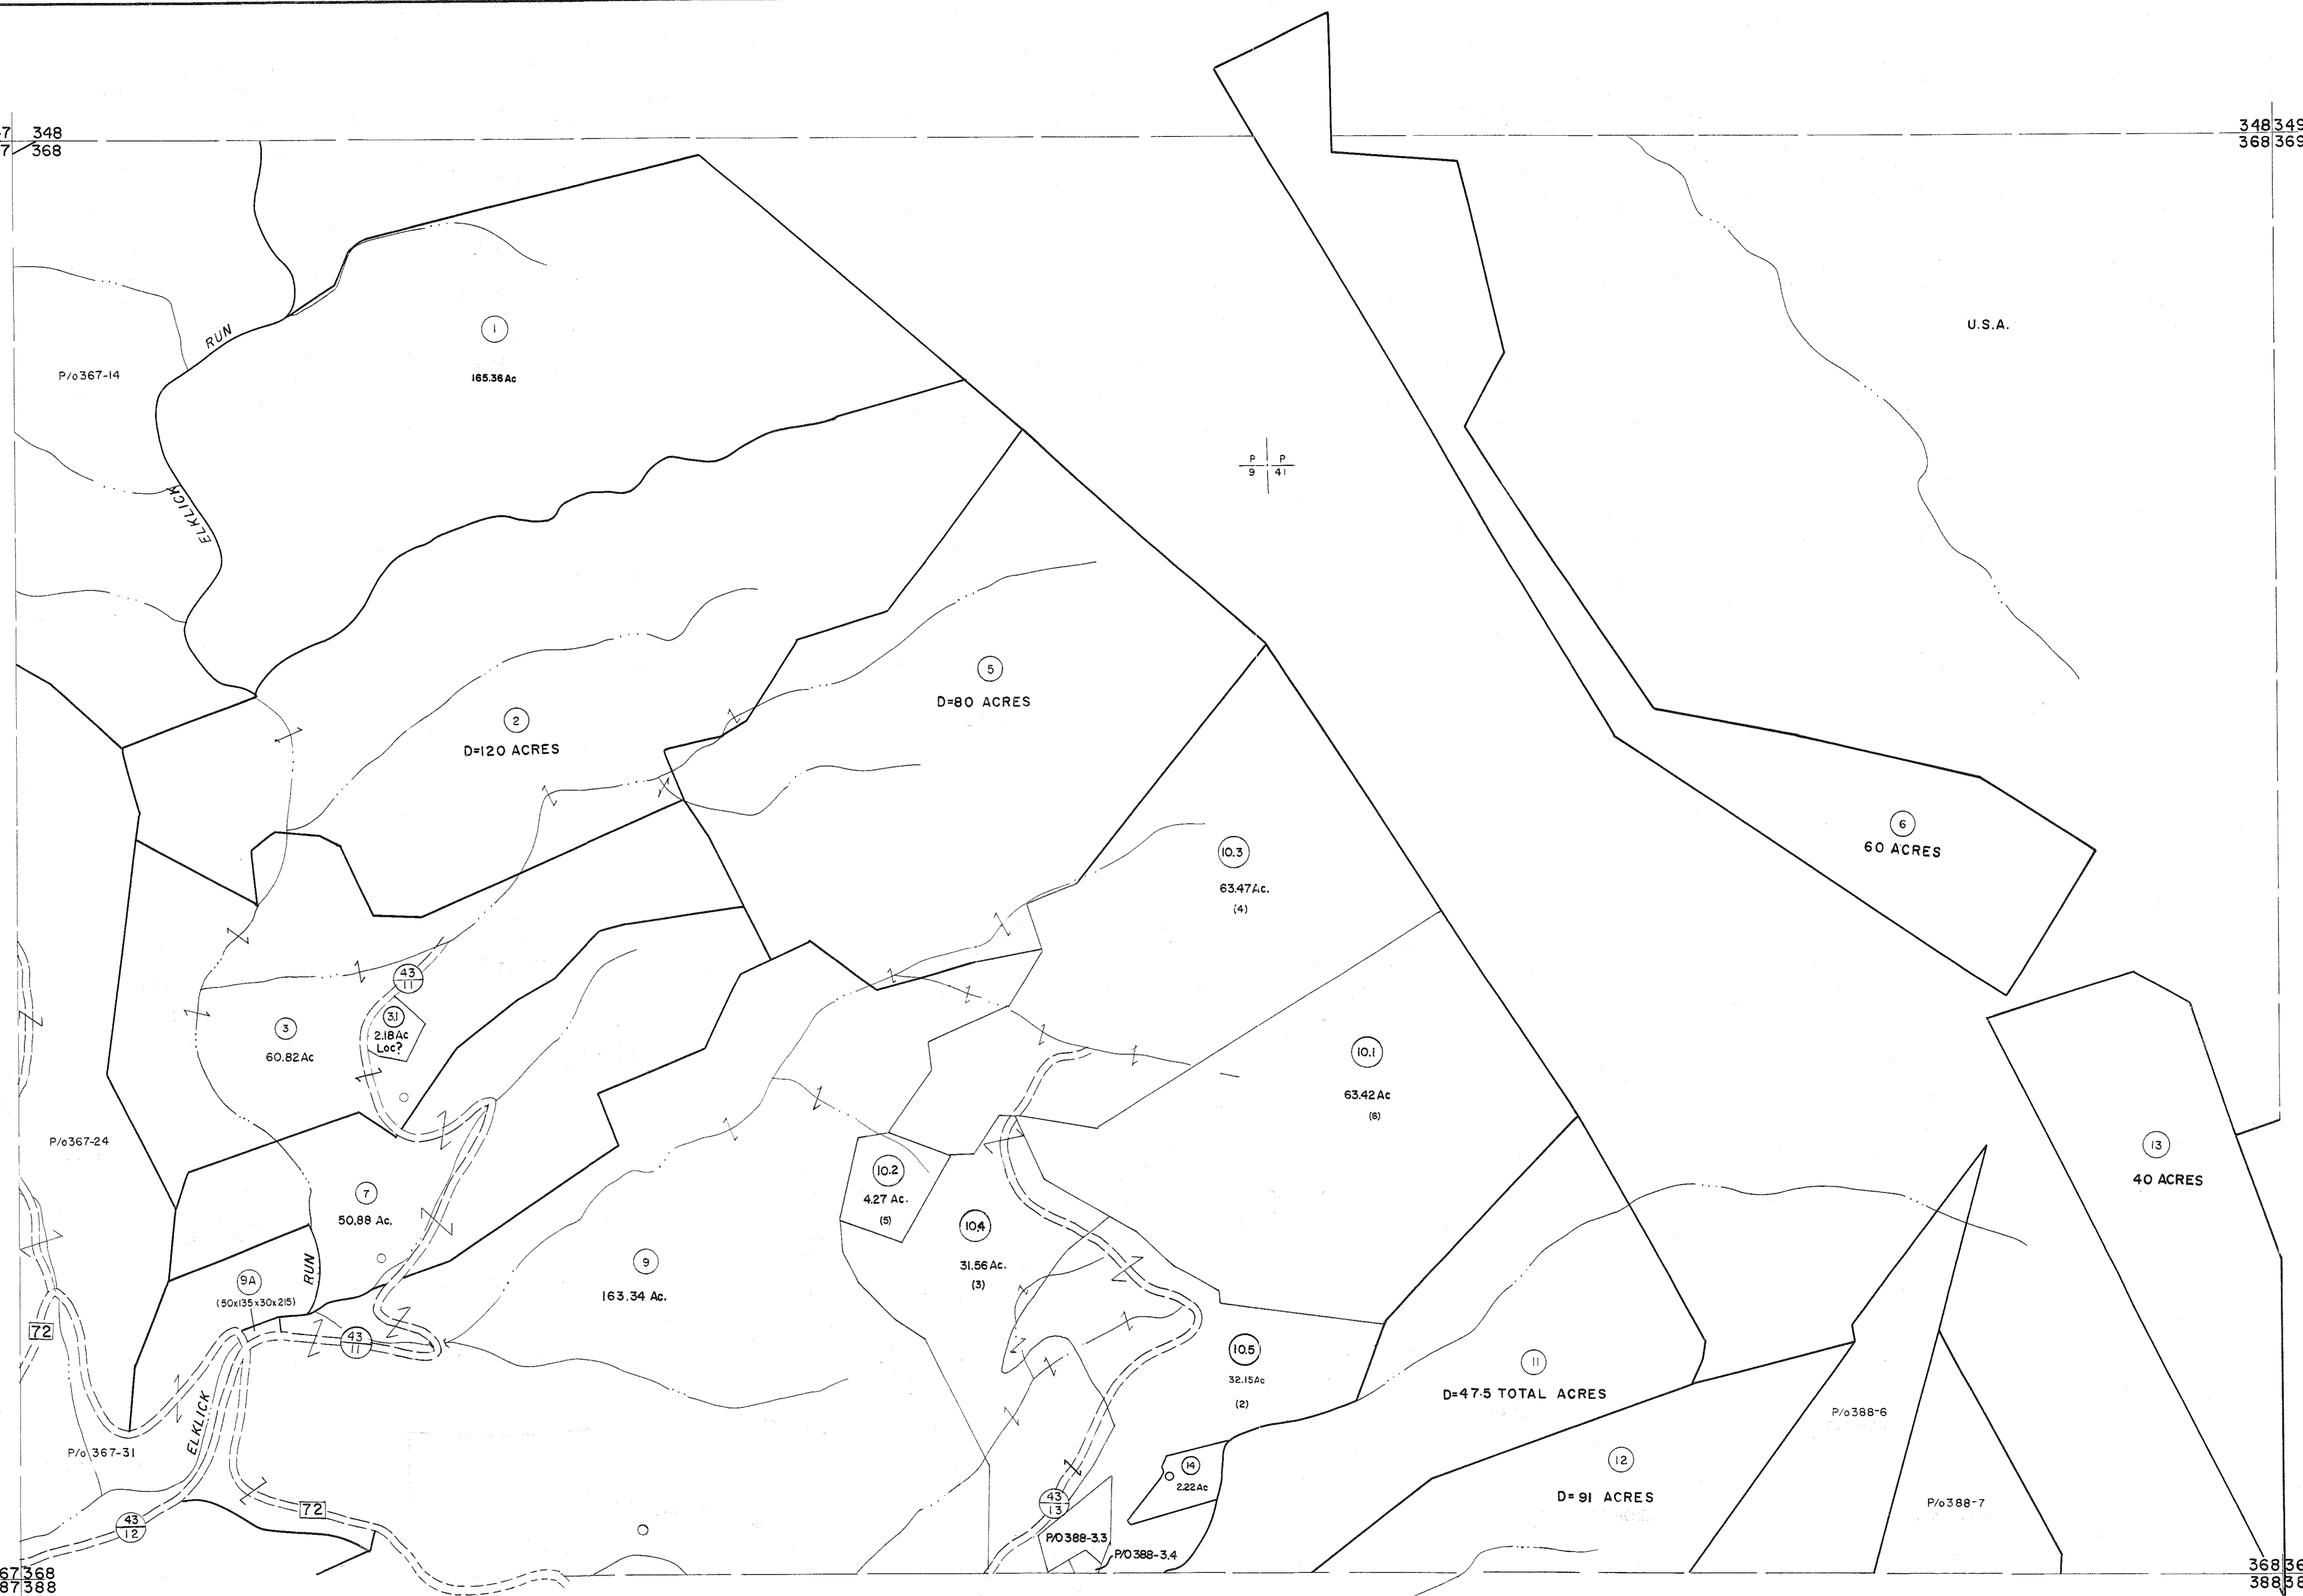 348
368
348 349
368 369
RUN
1
165.36 Ac
P/o 367-14
U.S.A.
P P
9 41
ELKLICK
5
D=80 ACRES
2
D=120 ACRES
6
60 ACRES
10.3
63.47 Ac.
(4)
43
11
3.1
2.18 Ac
Loc?
3
60.82 Ac
10.1
63.42 Ac
(6)
P/o 367-24
13
40 ACRES
10.2
4.27 Ac.
(5)
7
50.88 Ac.
10.4
31.56 Ac.
(3)
RUN
9
163.34 Ac.
9A
(50x135x30x215)
72
43
11
10.5
32.15 Ac
(2)
11
D=47.5 TOTAL ACRES
P/o 388-6
ELKLICK
P/o 367-31
14
2.22 Ac
12
D=91 ACRES
P/o 388-7
43
13
72
43
12
P/O 388-3.3
P/O 388-3.4
67 368
87 388
368 36
388 38